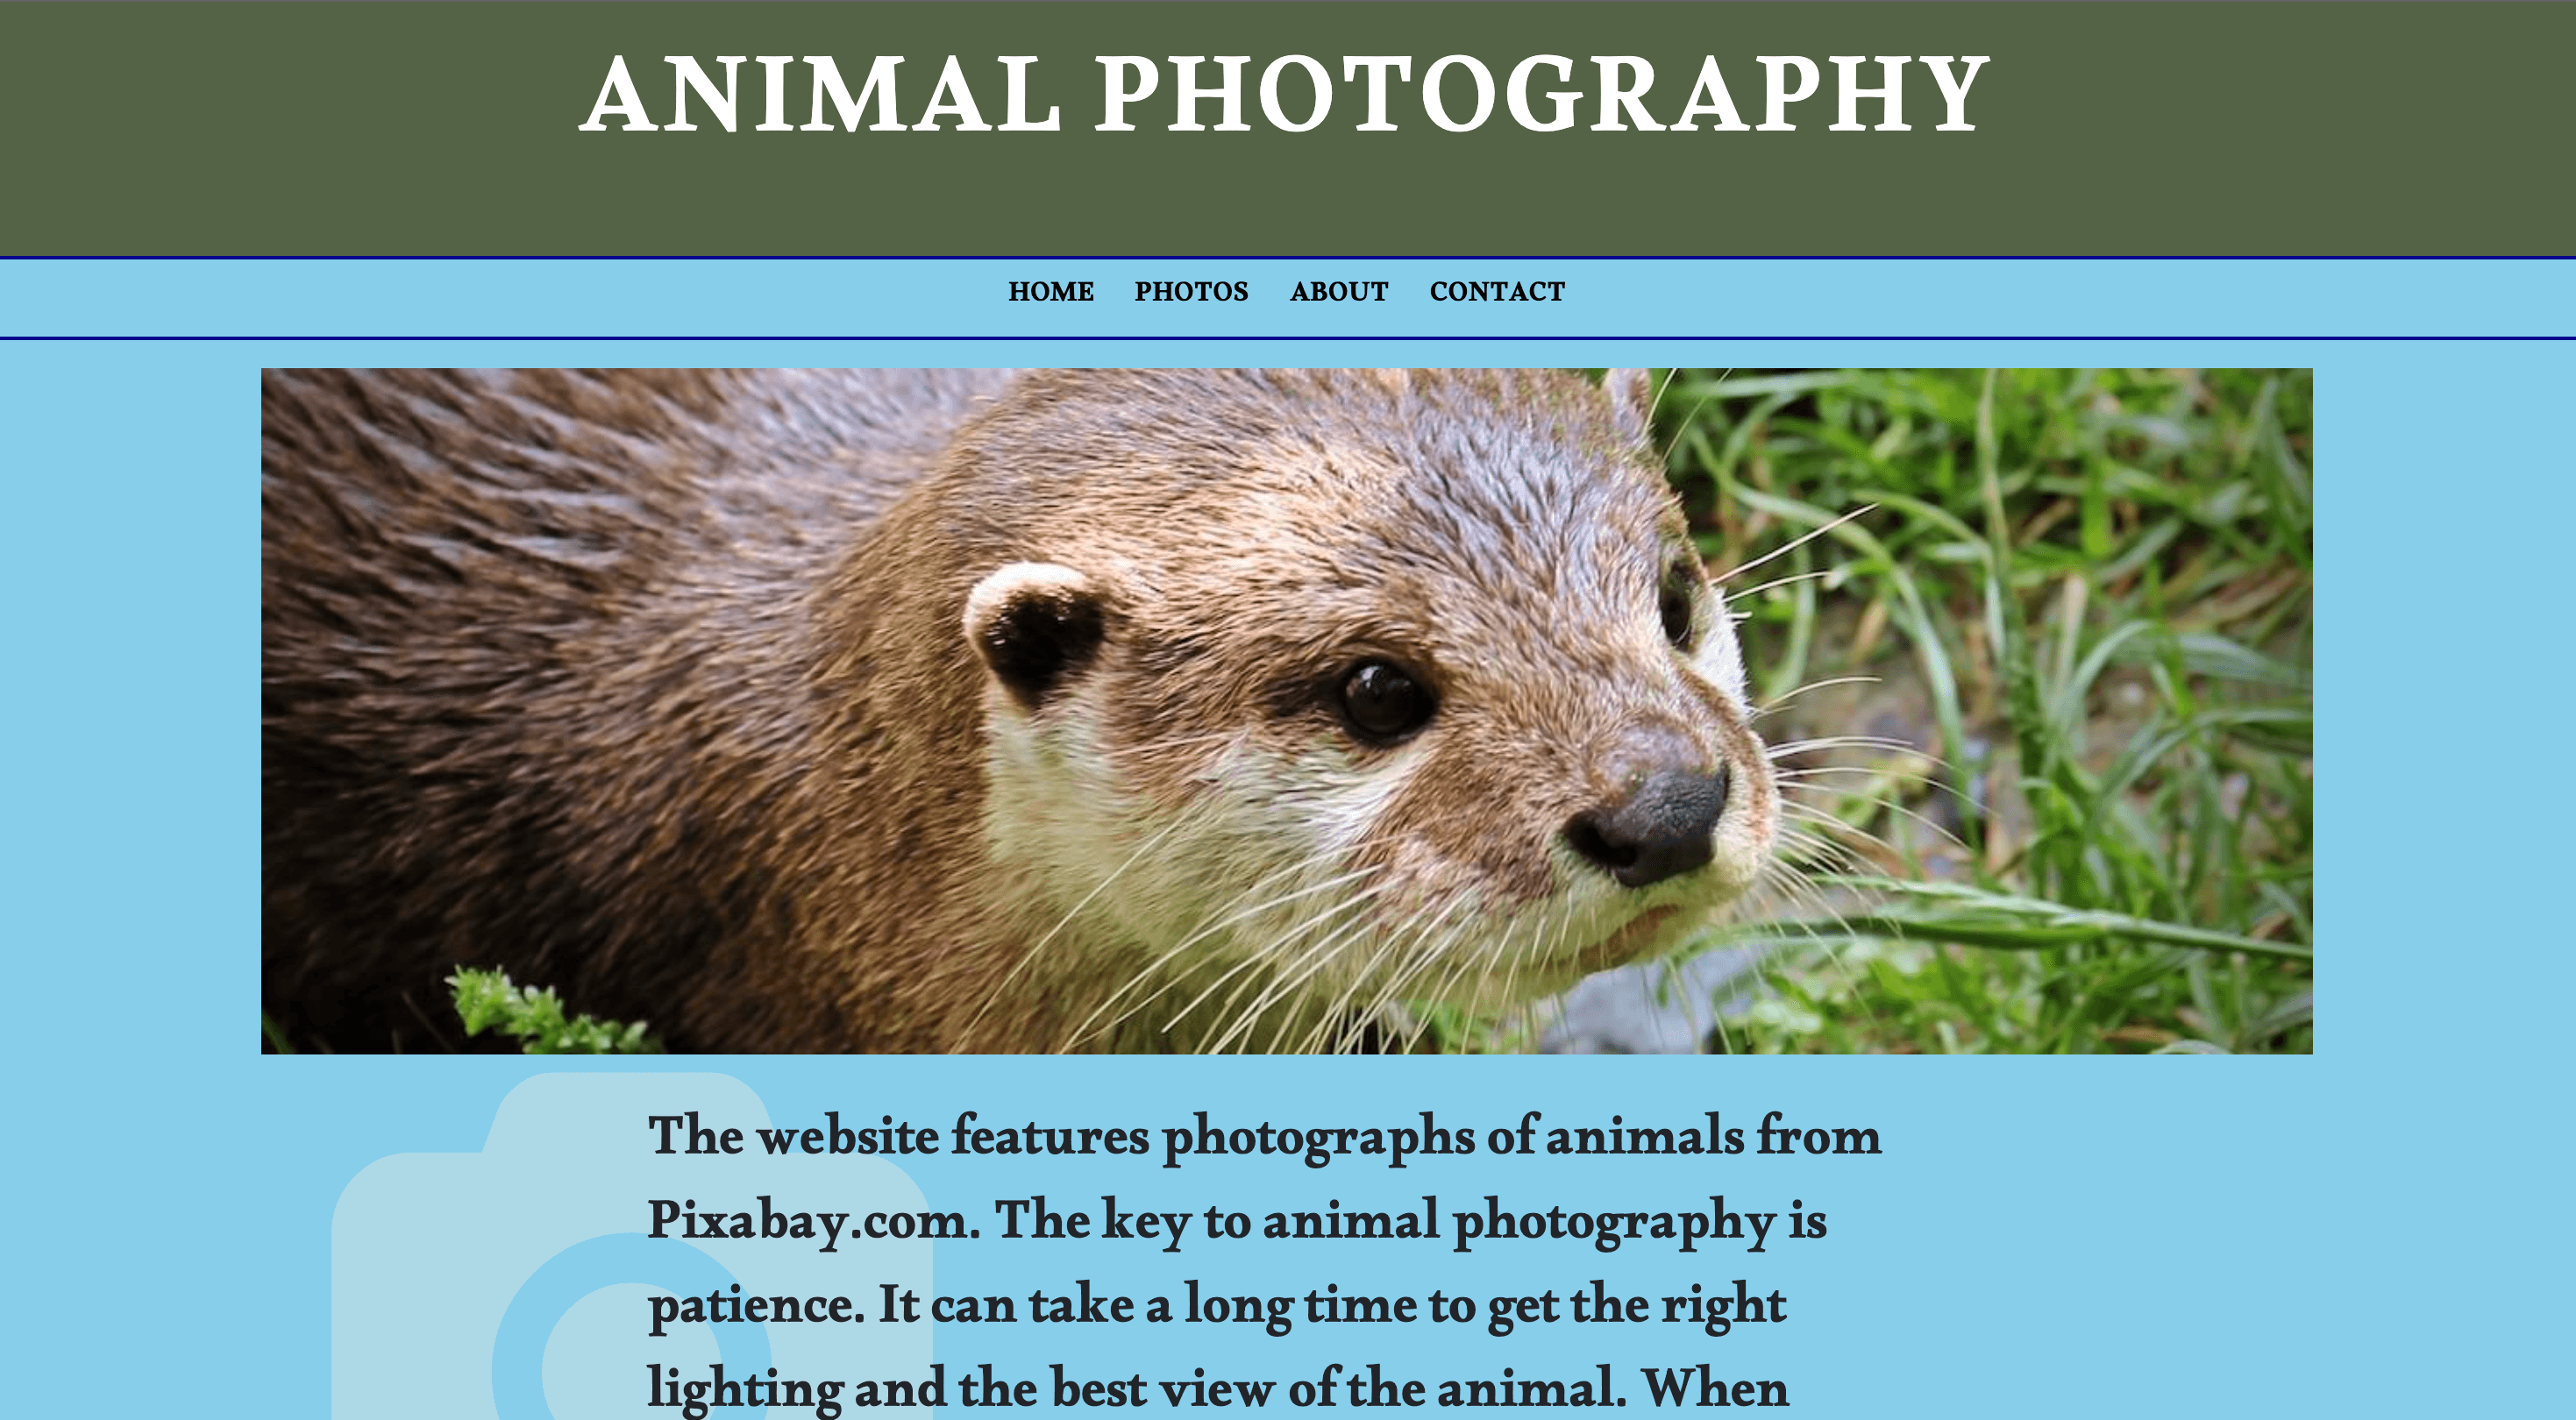 ANIMAL PHOTOGRAPHY
HOME PHOTOS ABOUT CONTACT
The website features photographs of animals from
Pixabay.com. The key to animal photography is
patience. It can take a long time to get the right
lighting and the best view of the animal. When